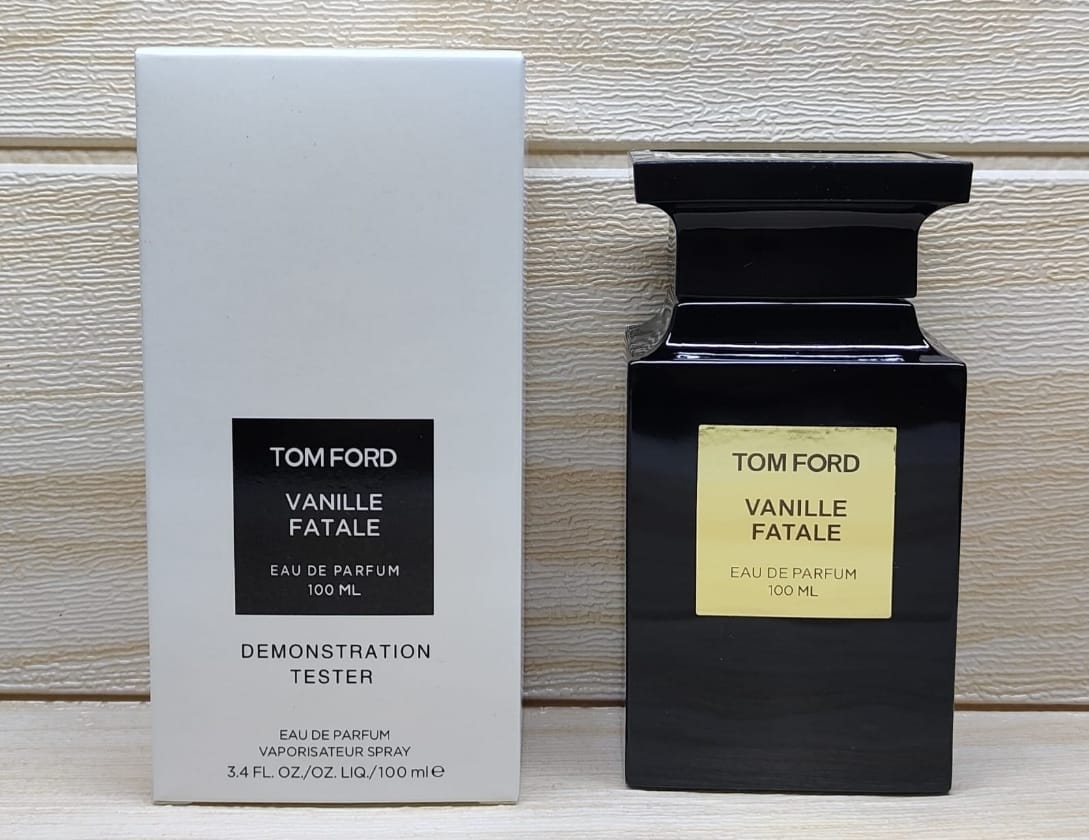 TOM FORD
VANILLE
FATALE
EAU DE PARFUM
100 ML
DEMONSTRATION
TESTER
EAU DE PARFUM
VAPORISATEUR SPRAY
3.4 FL. OZ./OZ. LIQ./100 ml ℮
TOM FORD
VANILLE
FATALE
EAU DE PARFUM
100 ML